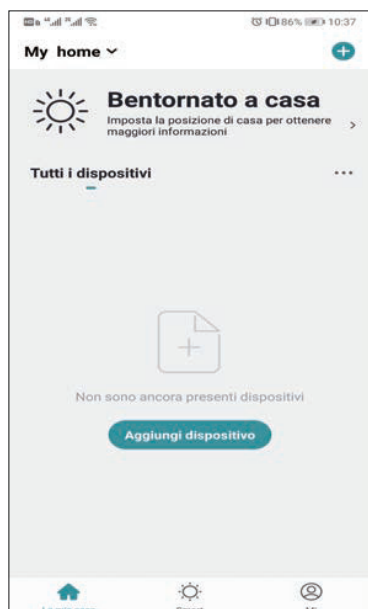 86% 10:37
My home
Bentornato a casa
Imposta la posizione di casa per ottenere
maggiori informazioni
Tutti i dispositivi
Non sono ancora presenti dispositivi
Aggiungi dispositivo